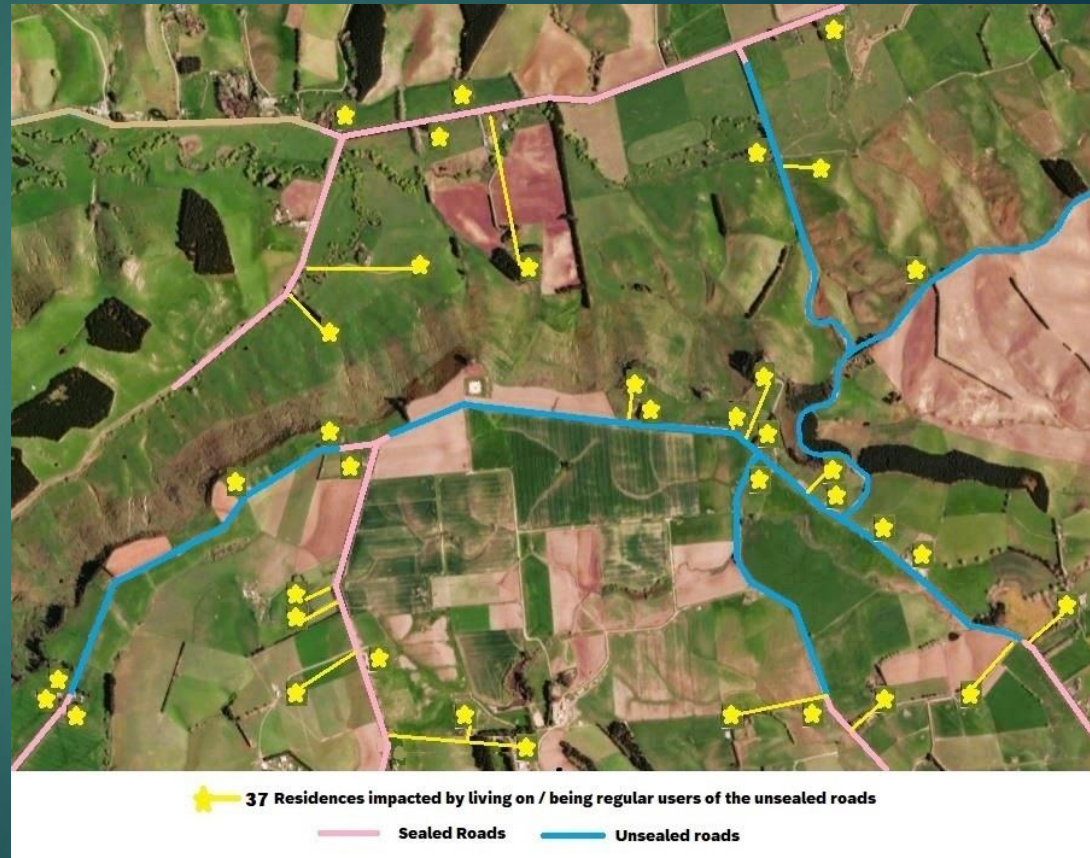 37 Residences impacted by living on / being regular users of the unsealed roads
Sealed Roads
Unsealed roads